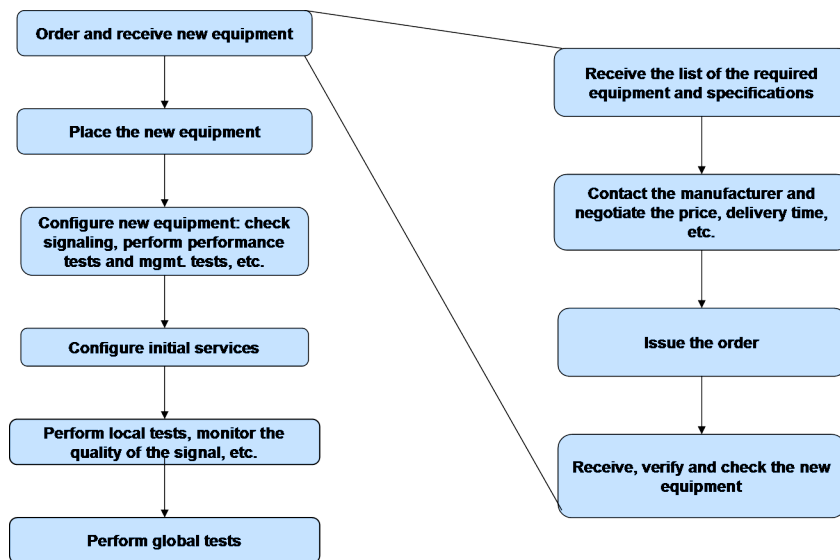 Order and receive new equipment
Place the new equipment
Configure new equipment: check
signaling, perform performance
tests and mgmt. tests, etc.
Configure initial services
Perform local tests, monitor the
quality of the signal, etc.
Perform global tests
Receive the list of the required
equipment and specifications
Contact the manufacturer and
negotiate the price, delivery time,
etc.
Issue the order
Receive, verify and check the new
equipment